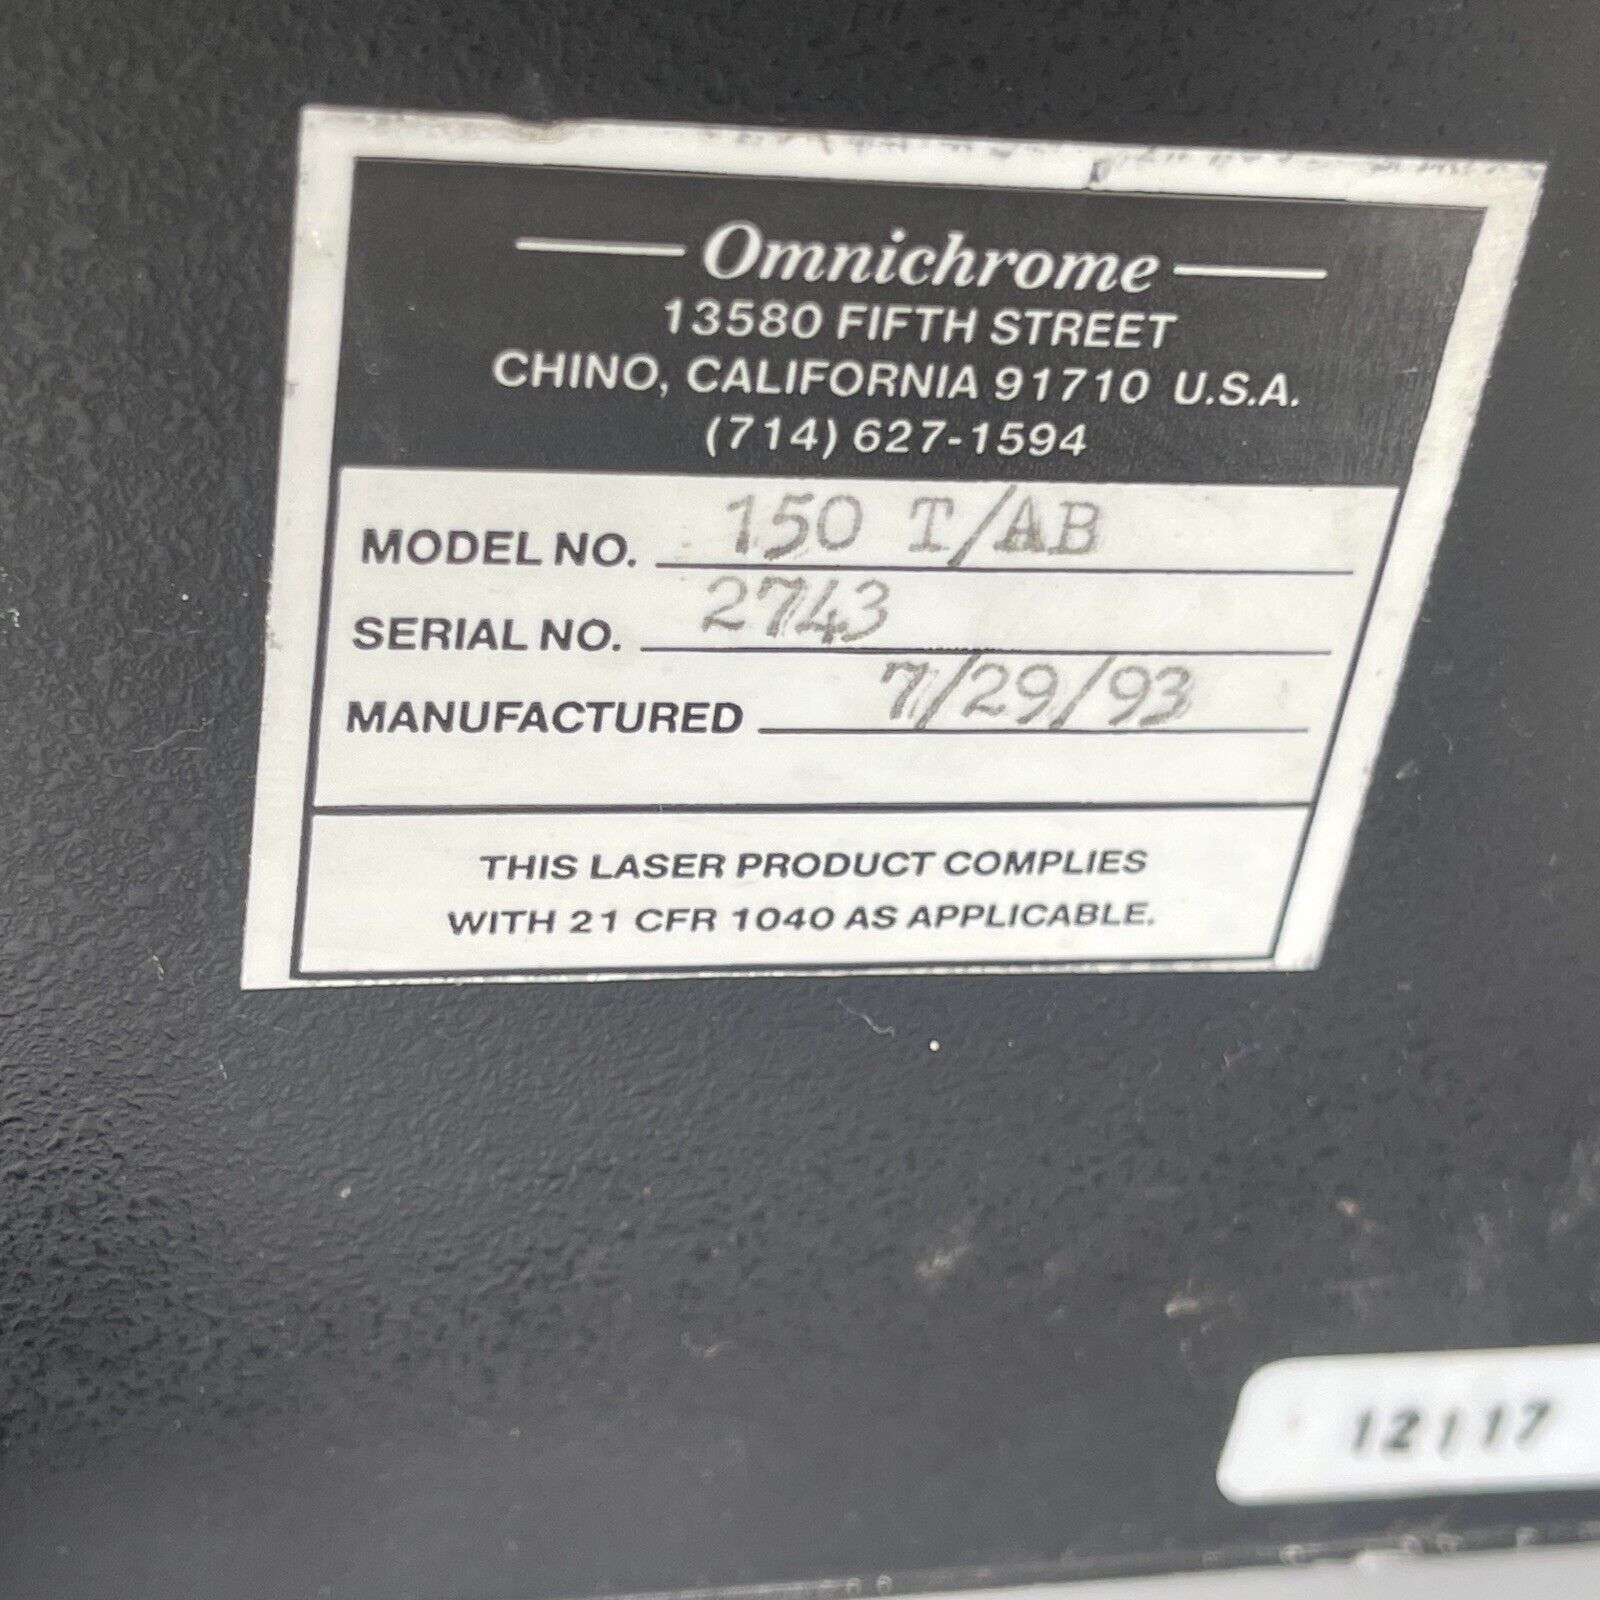 Omnichrome
13580 FIFTH STREET
CHINO, CALIFORNIA 91710 U.S.A.
(714) 627-1594
MODEL NO. 150 T/AB
SERIAL NO. 2743
MANUFACTURED 7/29/93
THIS LASER PRODUCT COMPLIES
WITH 21 CFR 1040 AS APPLICABLE.
12117